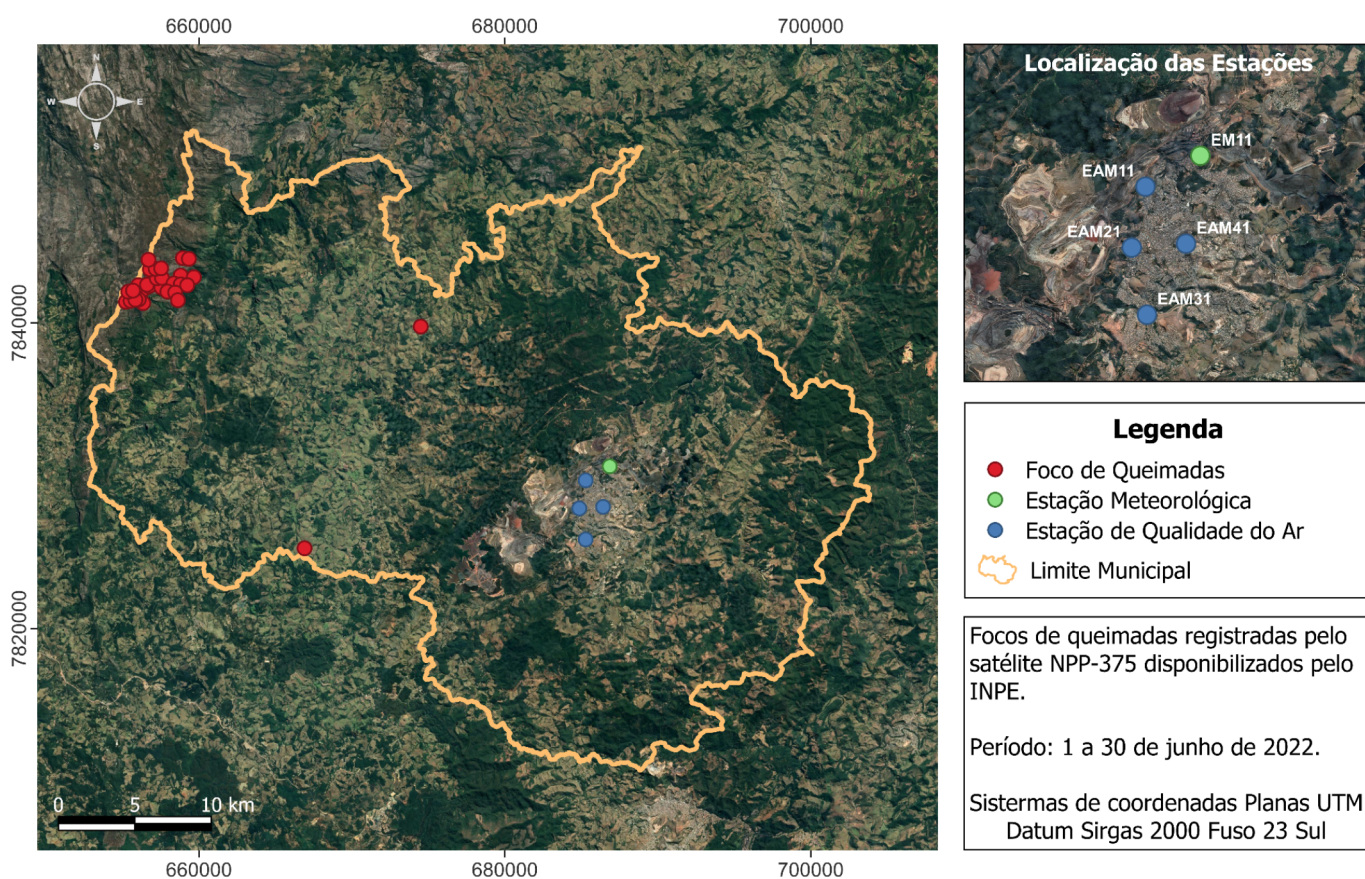 660000
680000
700000
N
W
E
S
7840000
7820000
0 5 10 km
660000
680000
700000
Localização das Estações
EM11
EAM11
EAM21
EAM41
EAM31
Legenda
Foco de Queimadas
Estação Meteorológica
Estação de Qualidade do Ar
Limite Municipal
Focos de queimadas registradas pelo
satélite NPP-375 disponibilizados pelo
INPE.
Período: 1 a 30 de junho de 2022.
Sistermas de coordenadas Planas UTM
Datum Sirgas 2000 Fuso 23 Sul